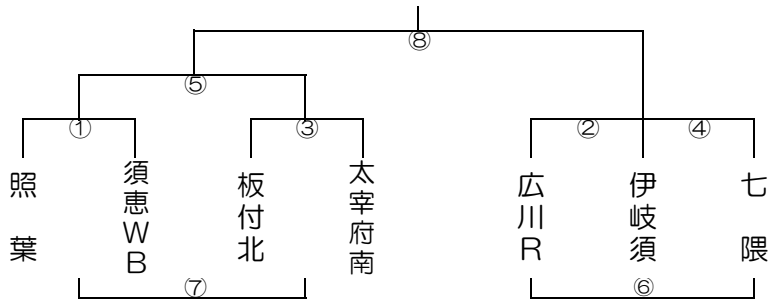 ⑧
⑤
① ③ ② ④
照葉
須恵WB
板付北
太宰府南
広川R
伊岐須
七隈
⑦ ⑥